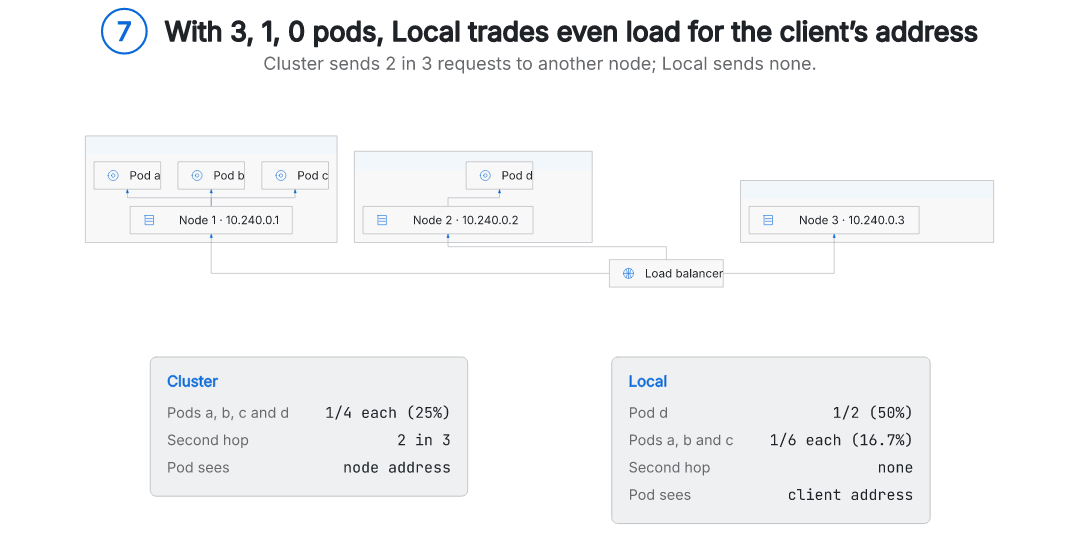 7
With 3, 1, 0 pods, Local trades even load for the client’s address
Cluster sends 2 in 3 requests to another node; Local sends none.
Pod a
Pod b
Pod c
Pod d
Node 1 · 10.240.0.1
Node 2 · 10.240.0.2
Node 3 · 10.240.0.3
Load balancer
Cluster
Pods a, b, c and d 1/4 each (25%)
Second hop 2 in 3
Pod sees node address
Local
Pod d 1/2 (50%)
Pods a, b and c 1/6 each (16.7%)
Second hop none
Pod sees client address